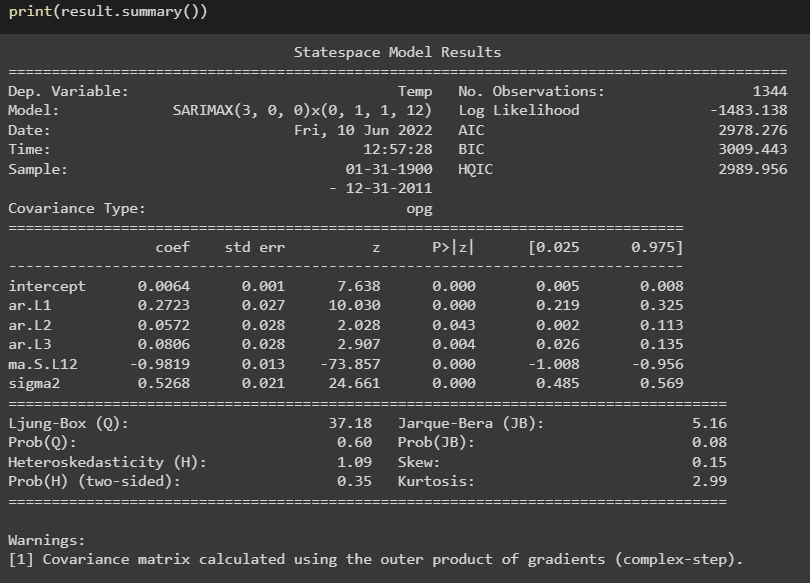 print(result.summary())
Statespace Model Results
==============================================================================
Dep. Variable: Temp No. Observations: 1344
Model: SARIMAX(3, 0, 0)x(0, 1, 1, 12) Log Likelihood -1483.138
Date: Fri, 10 Jun 2022 AIC 2978.276
Time: 12:57:28 BIC 3009.443
Sample: 01-31-1900 HQIC 2989.956
- 12-31-2011
Covariance Type: opg
==============================================================================
coef std err z P>|z| [0.025 0.975]
------------------------------------------------------------------------------
intercept 0.0064 0.001 7.638 0.000 0.005 0.008
ar.L1 0.2723 0.027 10.030 0.000 0.219 0.325
ar.L2 0.0572 0.028 2.028 0.043 0.002 0.113
ar.L3 0.0806 0.028 2.907 0.004 0.026 0.135
ma.S.L12 -0.9819 0.013 -73.857 0.000 -1.008 -0.956
sigma2 0.5268 0.021 24.661 0.000 0.485 0.569
==============================================================================
Ljung-Box (Q): 37.18 Jarque-Bera (JB): 5.16
Prob(Q): 0.60 Prob(JB): 0.08
Heteroskedasticity (H): 1.09 Skew: 0.15
Prob(H) (two-sided): 0.35 Kurtosis: 2.99
==============================================================================
Warnings:
[1] Covariance matrix calculated using the outer product of gradients (complex-step).